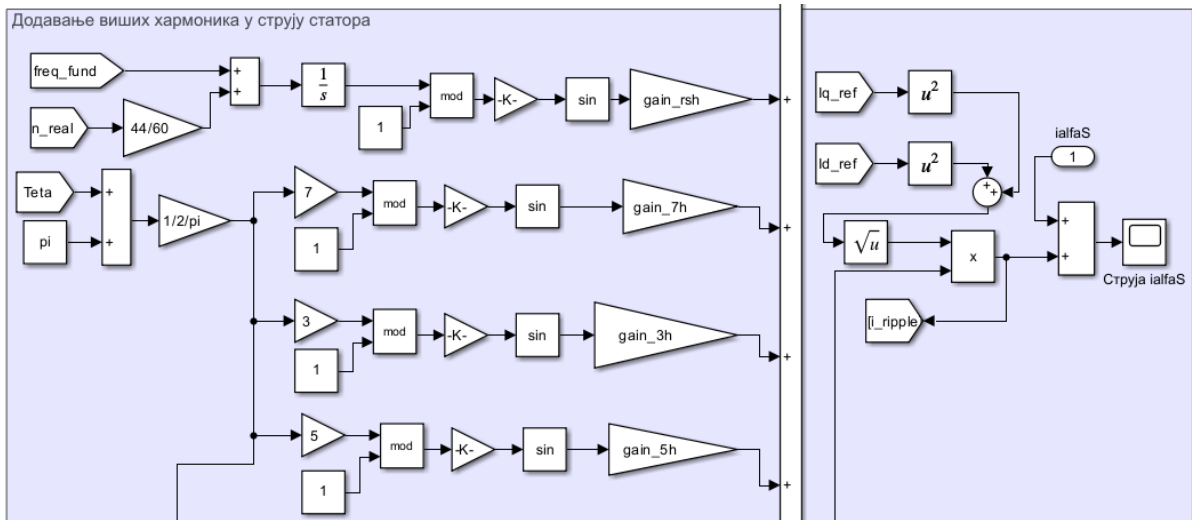 Додавање виших хармоника у струју статора
freq_fund
+
+
1
s
mod
-K-
sin
gain_rsh
+
n_real
44/60
1
Teta
+
pi
+
1/2/pi
7
mod
-K-
sin
gain_7h
+
1
3
mod
-K-
sin
gain_3h
+
1
5
mod
-K-
sin
gain_5h
+
1
Iq_ref
u²
ialfaS
1
Id_ref
u²
+
+
√u
x
+
+
Струја ialfaS
[i_ripple